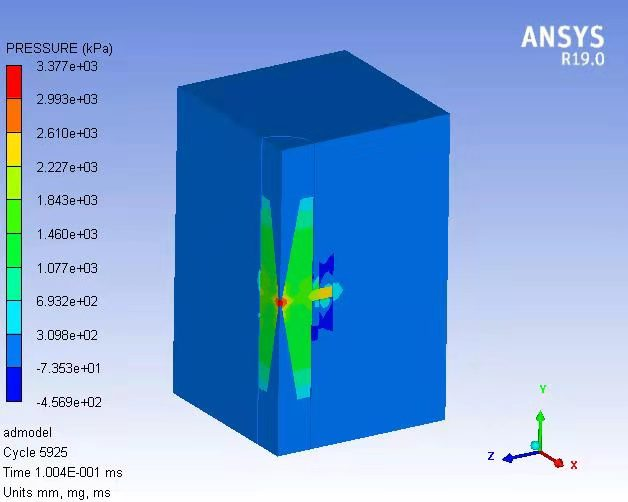 PRESSURE (kPa)
3.377e+03
2.993e+03
2.610e+03
2.227e+03
1.843e+03
1.460e+03
1.077e+03
6.932e+02
3.098e+02
-7.353e+01
-4.569e+02
admodel
Cycle 5925
Time 1.004E-001 ms
Units mm, mg, ms
ANSYS
R19.0
Y
Z
X